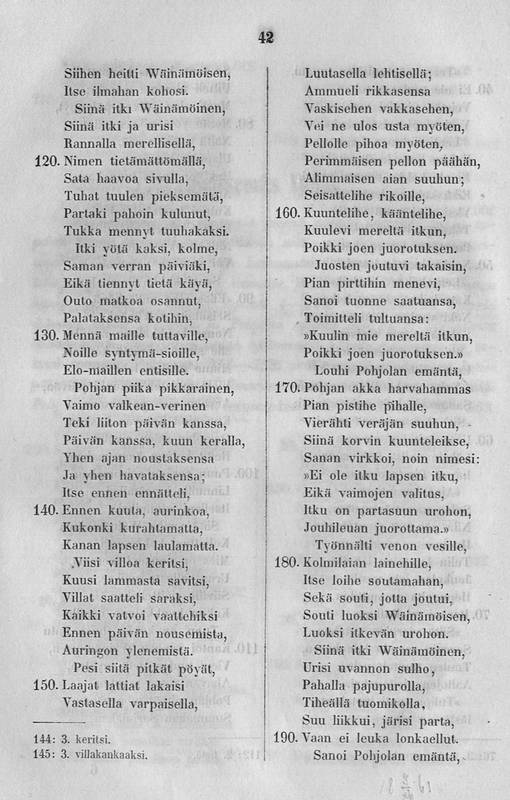 42
Siihen heitti Wäinämöisen,
Itse ilmahan kohosi.
Siinä itki Wäinämöinen,
Siinä itki ja urisi
Rannalla merellisellä,
120. Nimen tietämättömällä,
Sata haavoa sivulla,
Tuhat tuulen pieksemätä,
Partaki pahoin kulunut,
Tukka mennyt tuuhakaksi.
Itki yötä kaksi, kolme,
Saman verran päiviäki,
Eikä tiennyt tietä käyä,
Outo matkoa osannut,
Palataksensa kotihin,
130. Mennä maille tuttaville,
Noille syntymä-sioille,
Elo-maillen entisille.
Pohjan piika pikkarainen,
Vaimo valkean-verinen
Teki liiton päivän kanssa,
Päivän kanssa, kuun keralla,
Yhen ajan noustaksensa
Ja yhen havataksensa;
Itse ennen ennätteli,
140. Ennen kuuta, aurinkoa,
Kukonki kurahtamatta,
Kanan lapsen laulamatta.
Viisi villoa keritsi,
Kuusi lammasta savitsi,
Villat saatteli saraksi,
Kaikki vatvoi vaattehiksi
Ennen päivän nousemista,
Auringon ylenemistä.
Pesi siitä pitkät pöyät,
150. Laajat lattiat lakaisi
Vastasella varpaisella,
144: 3. keritsi.
145: 3. villakankaaksi.
Luutasella lehtisellä;
Ammueli rikkasensa
Vaskisehen vakkasehen,
Vei ne ulos usta myöten,
Pellolle pihoa myöten,
Perimmäisen pellon päähän,
Alimmaisen aian suuhun;
Seisattelihe rikoille,
160. Kuuntelihe, kääntelihe,
Kuulevi mereltä itkun,
Poikki joen juorotuksen.
Juosten joutuvi takaisin,
Pian pirttihin menevi,
Sanoi tuonne saatuansa,
Toimitteli tultuansa:
»Kuulin mie mereltä itkun,
Poikki joen juorotuksen.»
Louhi Pohjolan emäntä,
170. Pohjan akka harvahammas
Pian pistihe pihalle,
Vierähti veräjän suuhun,
Siinä korvin kuunteleikse,
Sanan virkkoi, noin nimesi:
»Ei ole itku lapsen itku,
Eikä vaimojen valitus,
Itku on partasuun urohon,
Jouhileuan juorottama.»
Työnnälti venon vesille,
180. Kolmilaian lainehille,
Itse loihe soutamahan,
Sekä souti, jotta joutui,
Souti luoksi Wäinämöisen,
Luoksi itkevän urohon.
Siinä itki Wäinämöinen,
Urisi uvannon sulho,
Pahalla pajupurolla,
Tiheällä tuomikolla,
Suu liikkui, järisi parta,
190. Vaan ei leuka lonkaellut.
Sanoi Pohjolan emäntä,